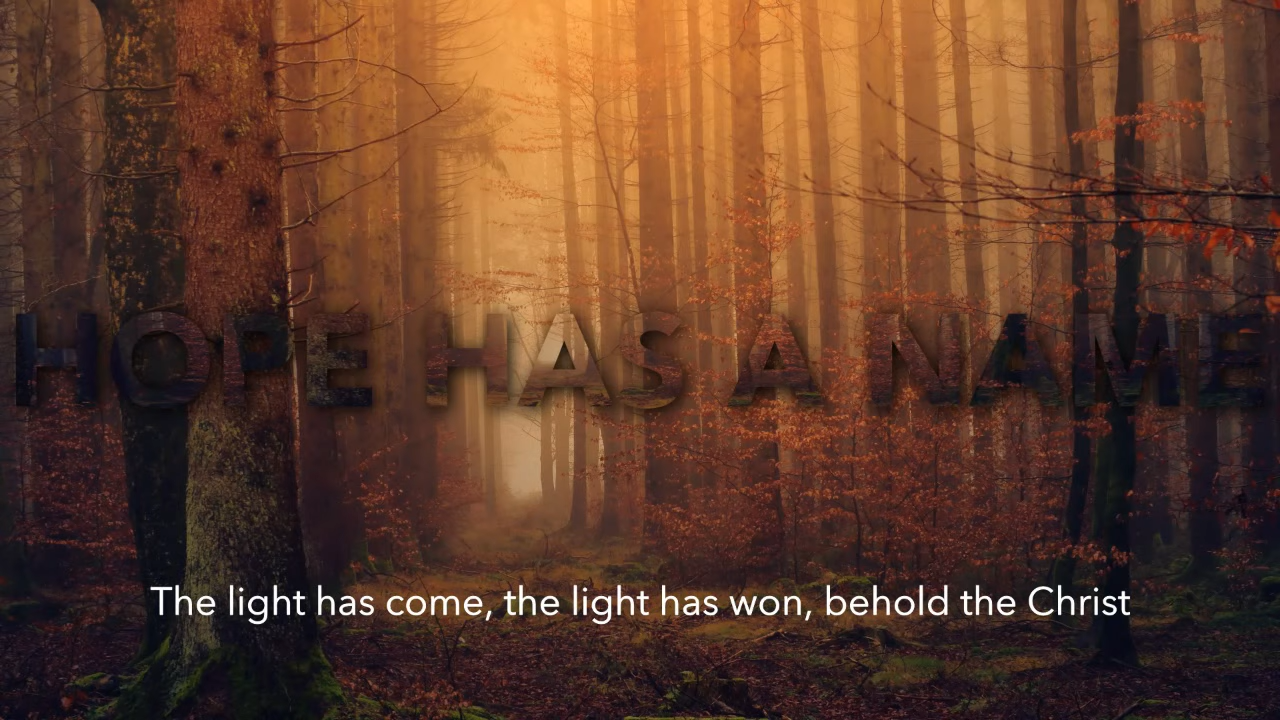 HOPE HAS A NAME
The light has come, the light has won, behold the Christ